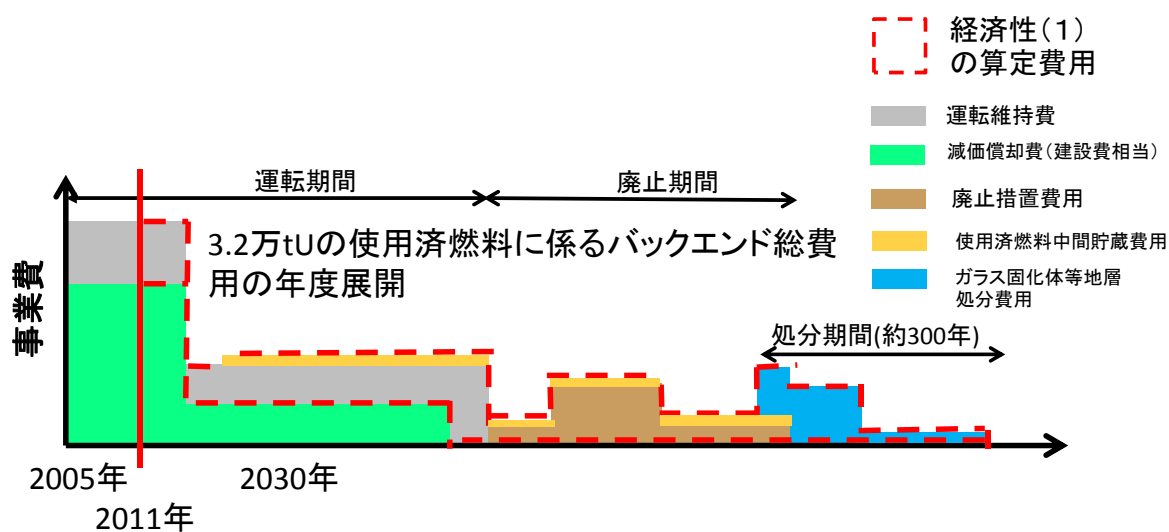 経済性(1)
の算定費用
運転維持費
減価償却費(建設費相当)
廃止措置費用
使用済燃料中間貯蔵費用
ガラス固化体等地層
処分費用
運転期間
廃止期間
3.2万tUの使用済燃料に係るバックエンド総費
用の年度展開
処分期間(約300年)
事業費
2005年
2030年
2011年